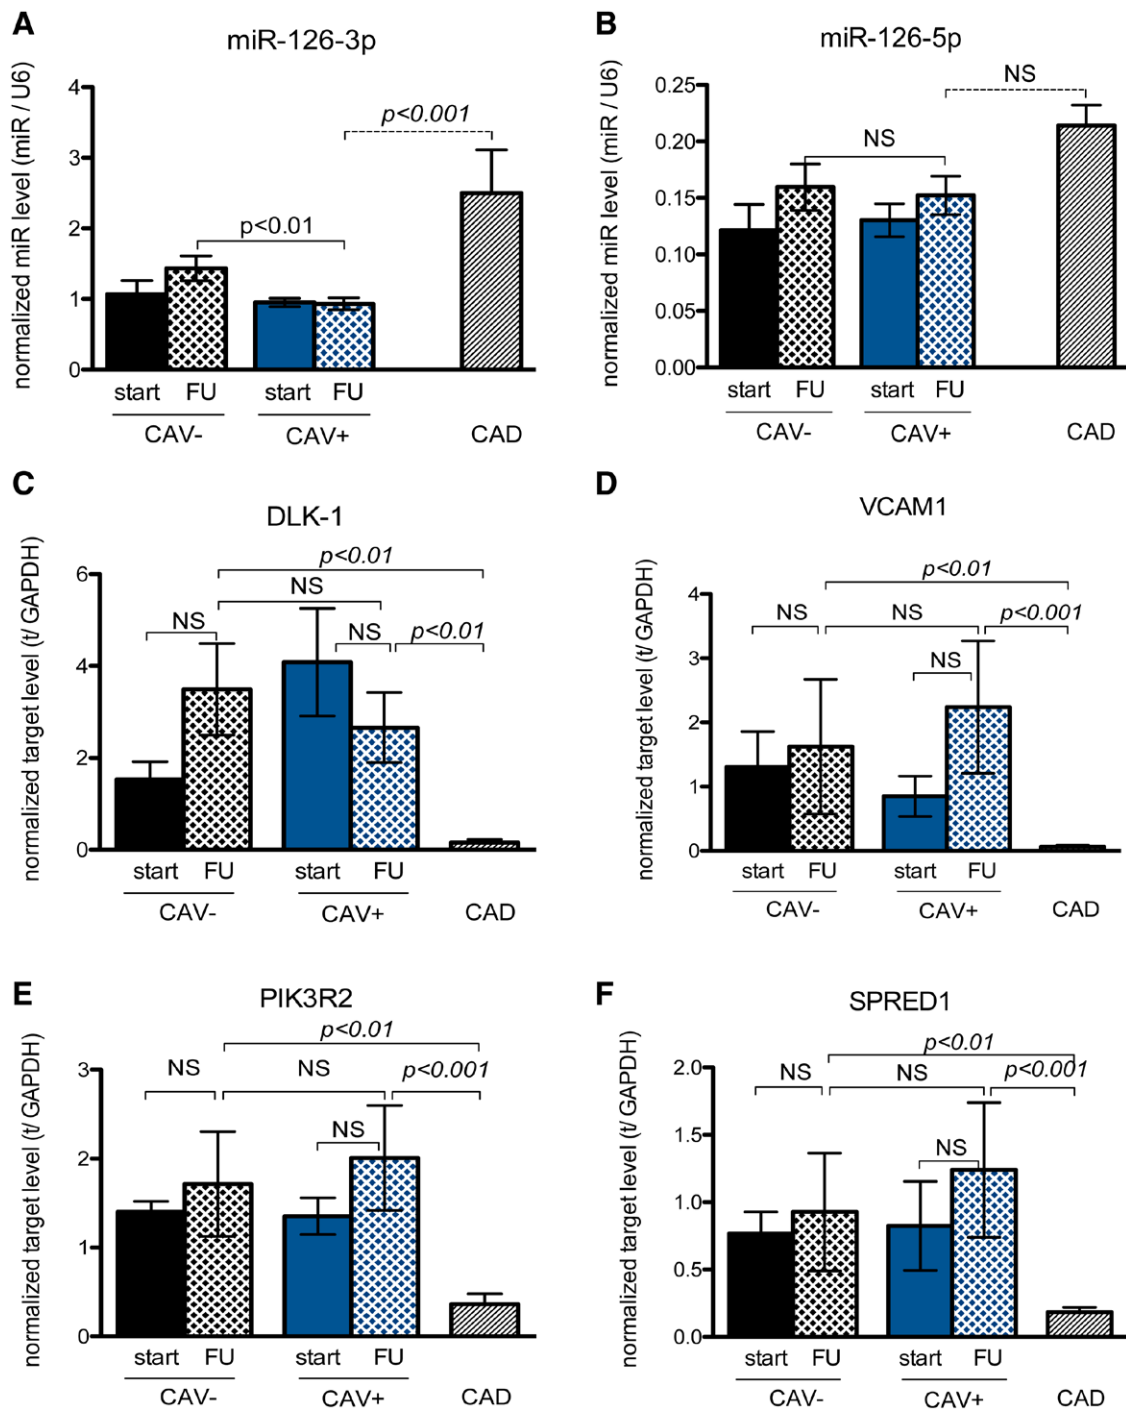 A
miR-126-3p
normalized miR level (miR / U6)
4
3
2
1
0
p<0.001
p<0.01
start FU start FU
CAV- CAV+ CAD
B
miR-126-5p
normalized miR level (miR / U6)
0.25
0.20
0.15
0.10
0.05
0.00
NS
NS
start FU start FU
CAV- CAV+ CAD
C
DLK-1
normalized target level (t/ GAPDH)
6
4
2
0
p<0.01
NS
NS
NS p<0.01
start FU start FU
CAV- CAV+ CAD
D
VCAM1
normalized target level (t/ GAPDH)
4
3
2
1
0
p<0.01
NS NS p<0.001
NS
start FU start FU
CAV- CAV+ CAD
E
PIK3R2
normalized target level (t/ GAPDH)
3
2
1
0
p<0.01
NS NS p<0.001
NS
start FU start FU
CAV- CAV+ CAD
F
SPRED1
normalized target level (t/ GAPDH)
2.0
1.5
1.0
0.5
0.0
p<0.01
NS NS p<0.001
NS
start FU start FU
CAV- CAV+ CAD